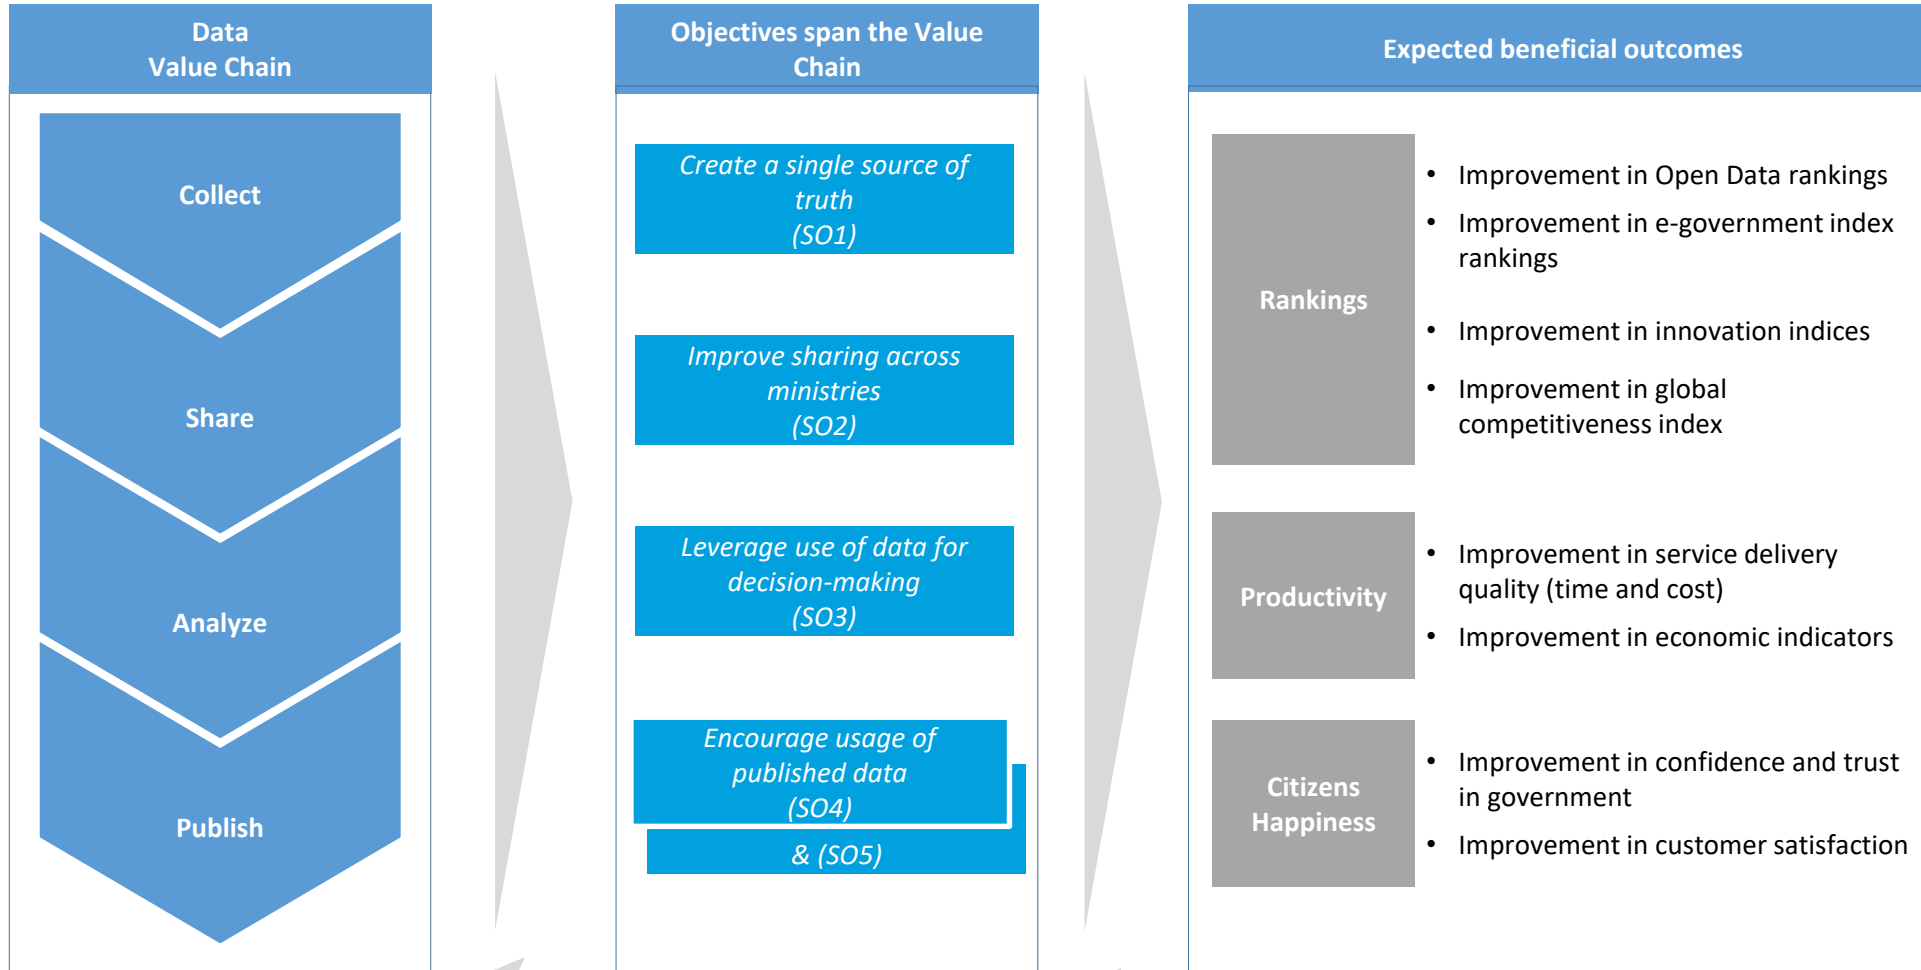 Data
Value Chain
Collect
Share
Analyze
Publish
Objectives span the Value
Chain
Create a single source of
truth
(SO1)
Improve sharing across
ministries
(SO2)
Leverage use of data for
decision-making
(SO3)
Encourage usage of
published data
(SO4)
& (SO5)
Expected beneficial outcomes
Rankings
• Improvement in Open Data rankings
• Improvement in e-government index
rankings
• Improvement in innovation indices
• Improvement in global
competitiveness index
Productivity
• Improvement in service delivery
quality (time and cost)
• Improvement in economic indicators
Citizens
Happiness
• Improvement in confidence and trust
in government
• Improvement in customer satisfaction